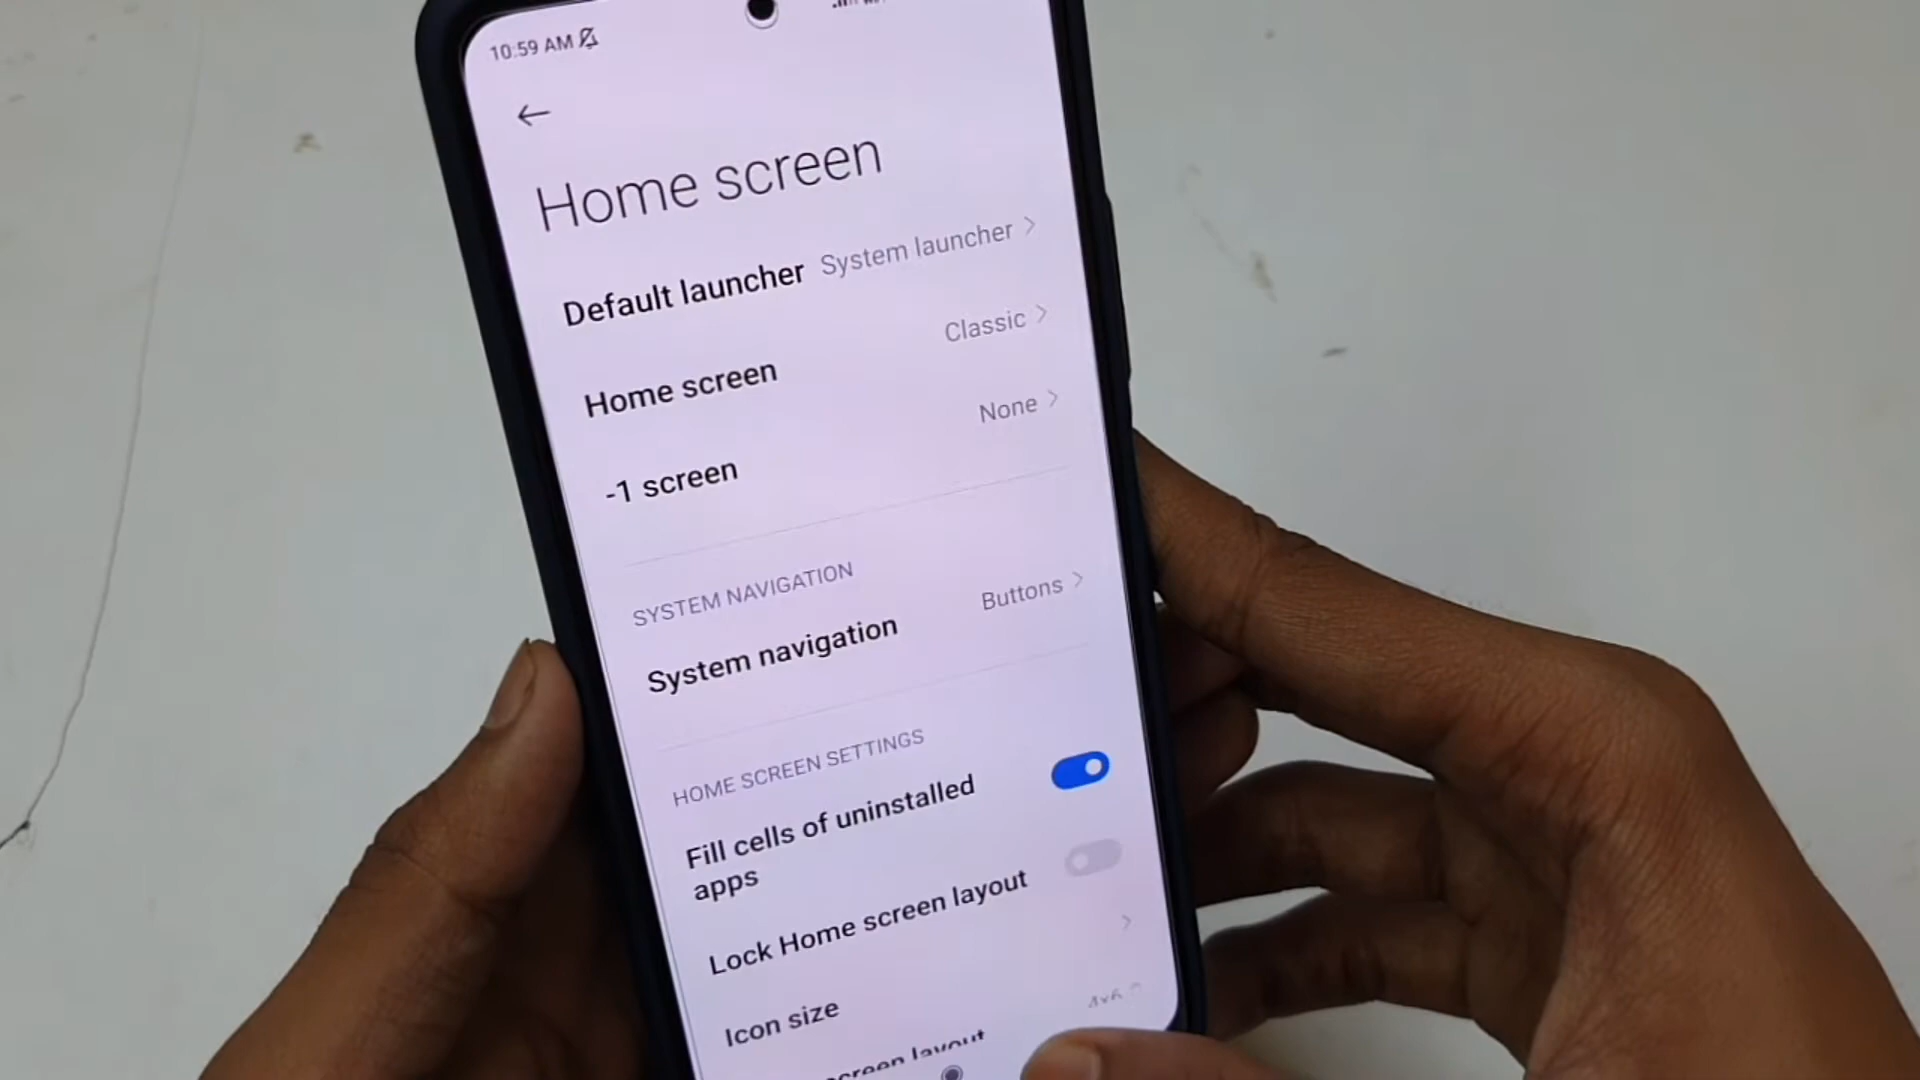 10:59 AM
Home screen
Default launcher System launcher
Home screen Classic
-1 screen None
SYSTEM NAVIGATION
System navigation Buttons
HOME SCREEN SETTINGS
Fill cells of uninstalled
apps
Lock Home screen layout
Icon size
screen layout